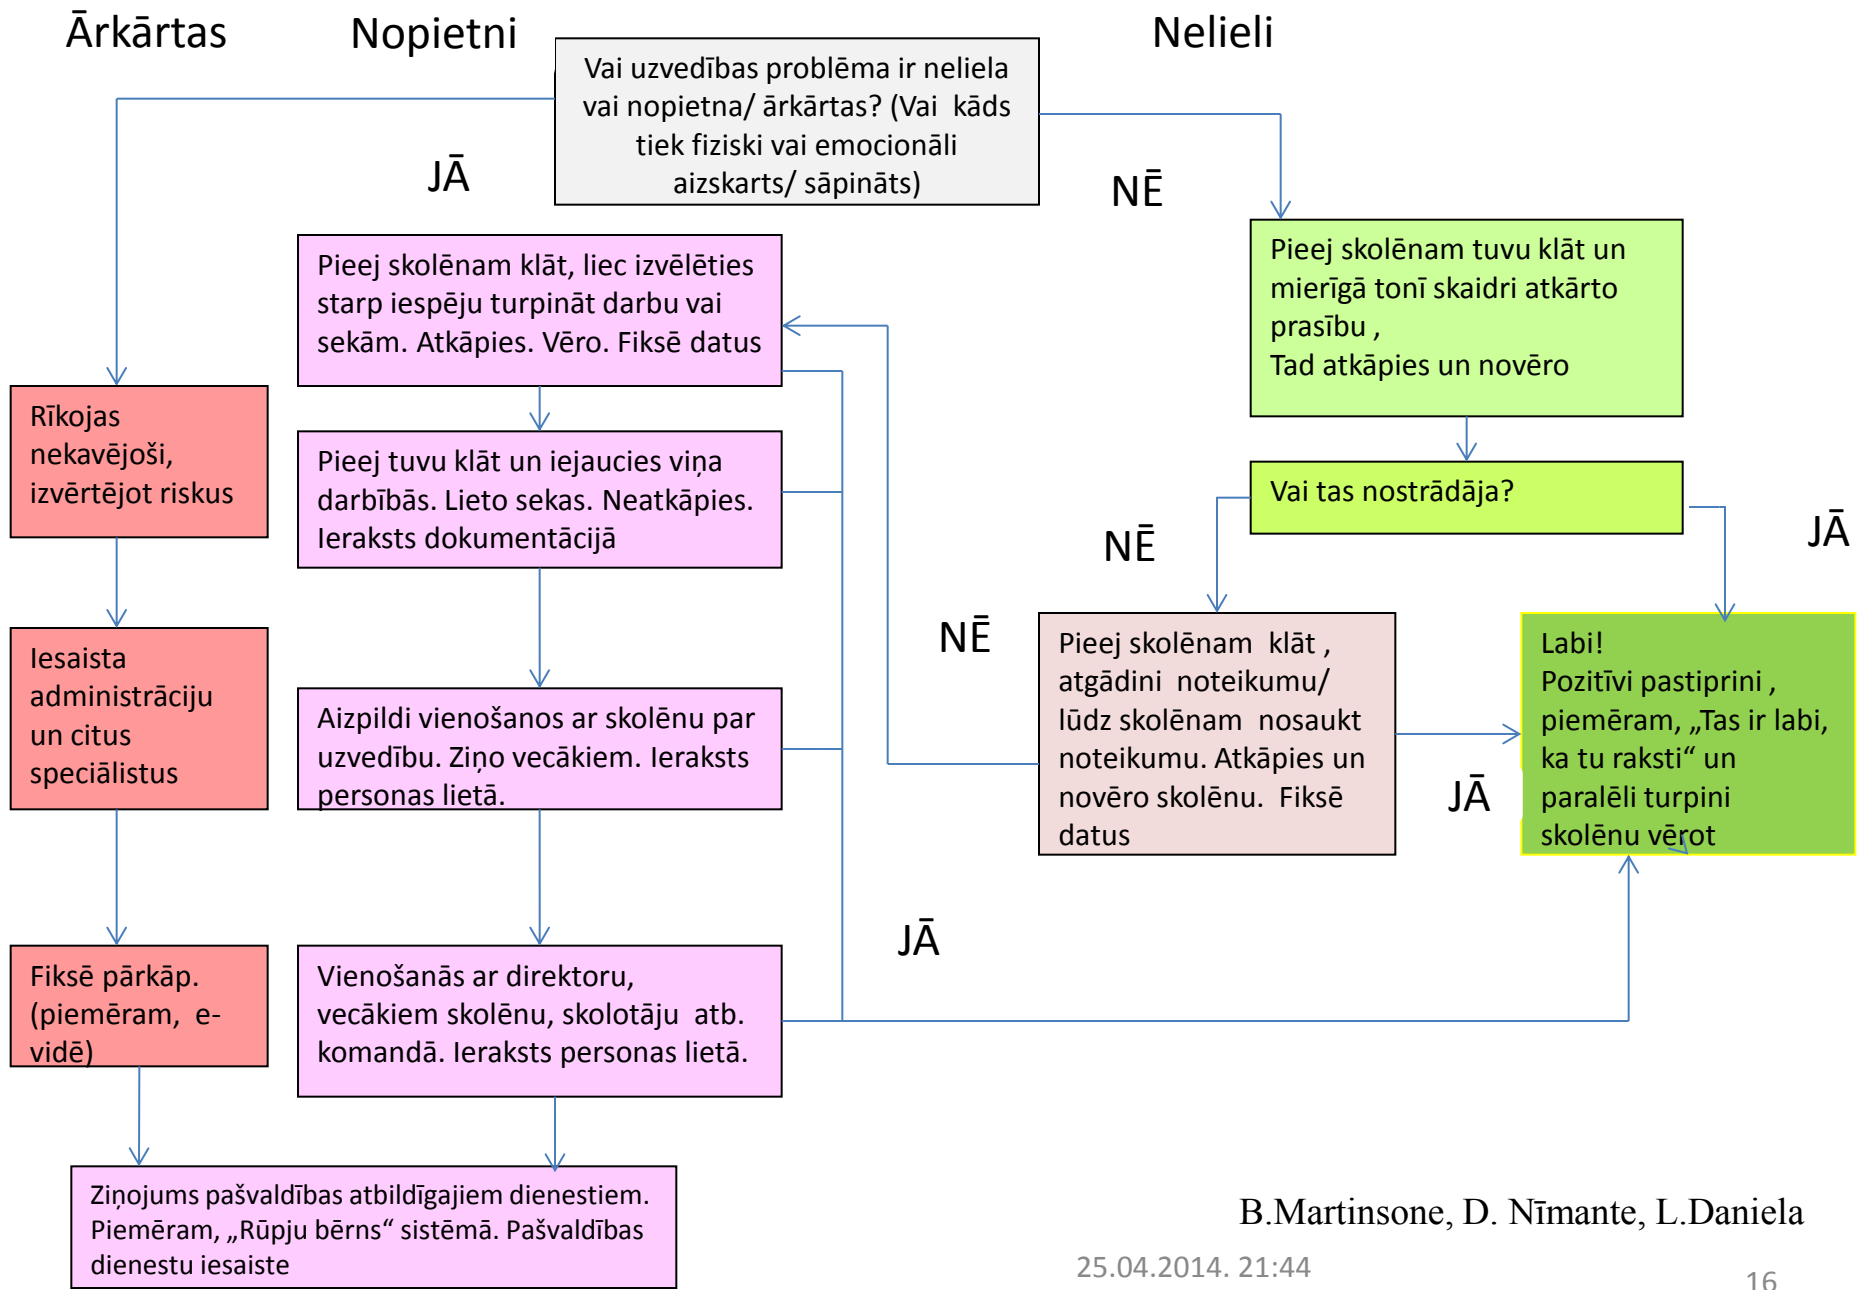 Ārkārtas
Nopietni
Nelieli
Vai uzvedības problēma ir neliela
vai nopietna/ ārkārtas? (Vai kāds
tiek fiziski vai emocionāli
aizskarts/ sāpināts)
JĀ
NĒ
Pieej skolēnam klāt, liec izvēlēties
starp iespēju turpināt darbu vai
sekām. Atkāpies. Vēro. Fiksē datus
Pieej skolēnam tuvu klāt un
mierīgā tonī skaidri atkārto
prasību ,
Tad atkāpies un novēro
Rīkojas
nekavējoši,
izvērtējot riskus
Pieej tuvu klāt un iejaucies viņa
darbībās. Lieto sekas. Neatkāpies.
Ieraksts dokumentācijā
Vai tas nostrādāja?
NĒ
JĀ
NĒ
Iesaista
administrāciju
un citus
speciālistus
Aizpildi vienošanos ar skolēnu par
uzvedību. Ziņo vecākiem. Ieraksts
personas lietā.
Pieej skolēnam klāt ,
atgādini noteikumu/
lūdz skolēnam nosaukt
noteikumu. Atkāpies un
novēro skolēnu. Fiksē
datus
JĀ
Labi!
Pozitīvi pastiprini ,
piemēram, „Tas ir labi,
ka tu raksti“ un
paralēli turpini
skolēnu vērot
JĀ
Fiksē pārkāp.
(piemēram, e-
vidē)
Vienošanās ar direktoru,
vecākiem skolēnu, skolotāju atb.
komandā. Ieraksts personas lietā.
Ziņojums pašvaldības atbildīgajiem dienestiem.
Piemēram, „Rūpju bērns“ sistēmā. Pašvaldības
dienestu iesaiste
B.Martinsone, D. Nīmante, L.Daniela
25.04.2014. 21:44
16